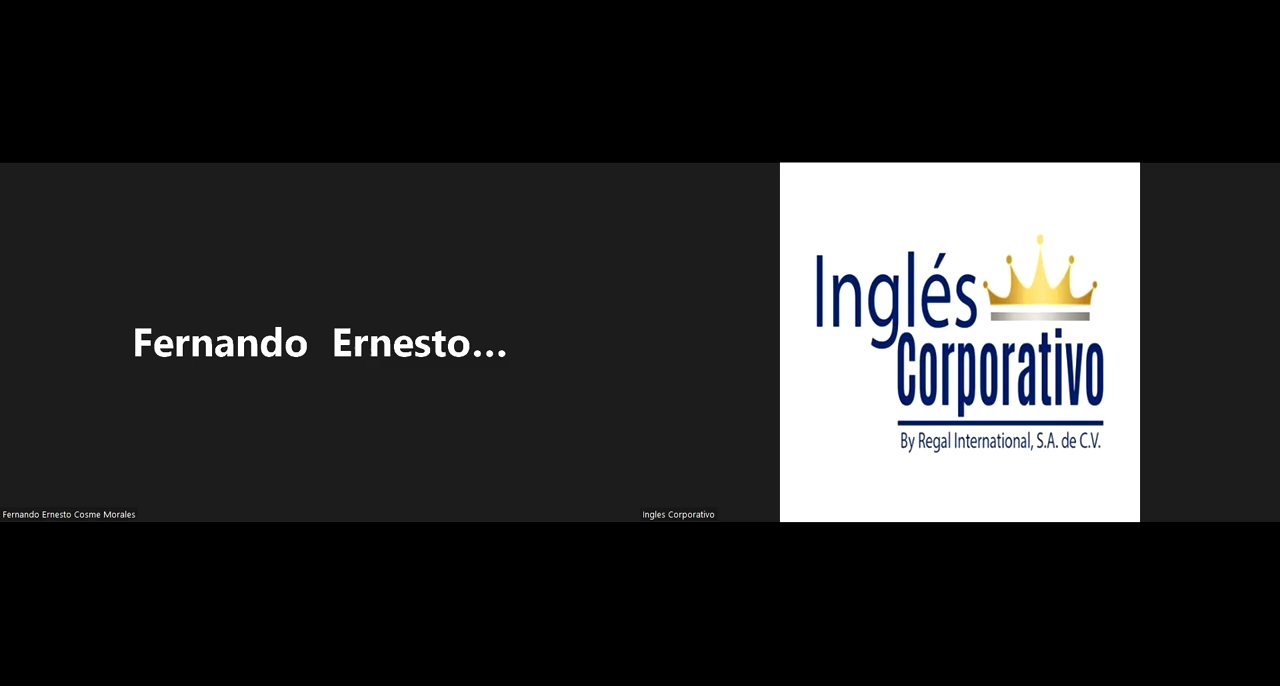 Fernando Ernesto...
Fernando Ernesto Cosme Morales
Inglés
Corporativo
By Regal International, S.A. de C.V.
Ingles Corporativo